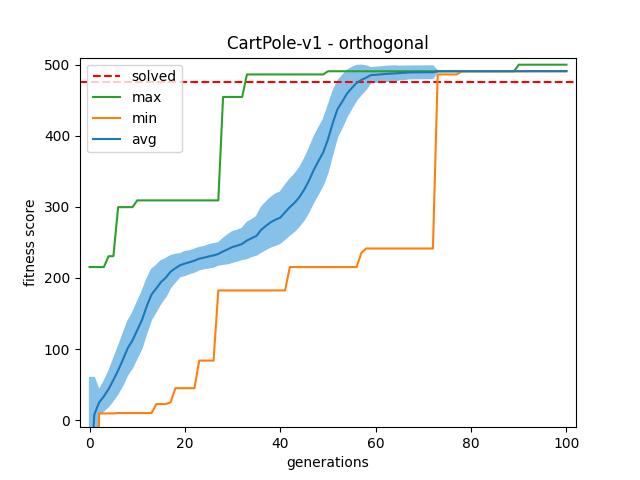 CartPole-v1 - orthogonal
500
400
300
200
100
0
fitness score
solved
max
min
avg
0 20 40 60 80 100
generations